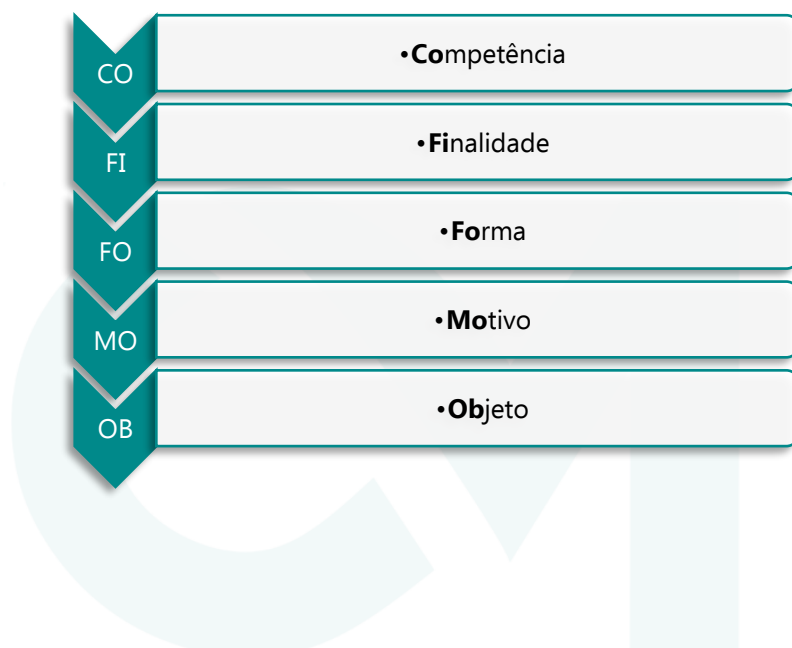 CO
•Competência
FI
•Finalidade
FO
•Forma
MO
•Motivo
OB
•Objeto